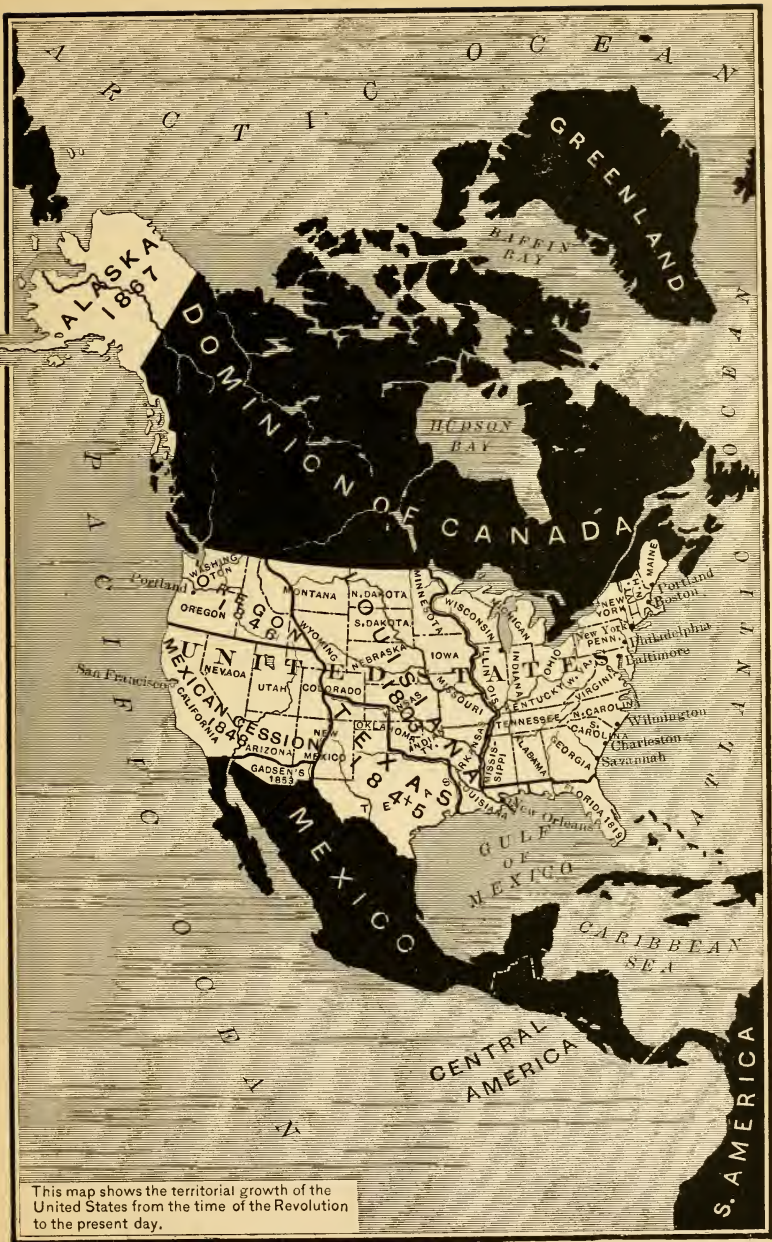 ARCTIC OCEAN
GREENLAND
BAFFIN
BAY
ALASKA
1867
DOMINION OF CANADA
HUDSON
BAY
PACIFIC OCEAN
ATLANTIC OCEAN
UNITED STATES
OREGON
1846
LOUISIANA
1803
MEXICAN CESSION
1848
TEXAS
1845
GADSEN'S
1853
FLORIDA 1819
WASHINGTON
OREGON
MONTANA
N. DAKOTA
S. DAKOTA
MINNESOTA
WISCONSIN
MICHIGAN
MAINE
N.H.
VT.
NEW
YORK
PENN.
WYOMING
NEBRASKA
IOWA
ILLINOIS
INDIANA
OHIO
W. VA.
VIRGINIA
KENTUCKY
NEVADA
UTAH
COLORADO
KANSAS
MISSOURI
CALIFORNIA
ARIZONA
NEW
MEXICO
OKLAHOMA
IND.
ARKANSAS
TENNESSEE
N. CAROLINA
S.
CAROLINA
MISSIS-
SIPPI
ALABAMA
GEORGIA
TEXAS
LOUISIANA
Portland
San Francisco
Portland
Boston
New York
Philadelphia
Baltimore
Wilmington
Charleston
Savannah
New Orleans
GULF
OF
MEXICO
MEXICO
CARIBBEAN
SEA
CENTRAL
AMERICA
S. AMERICA
This map shows the territorial growth of the
United States from the time of the Revolution
to the present day.